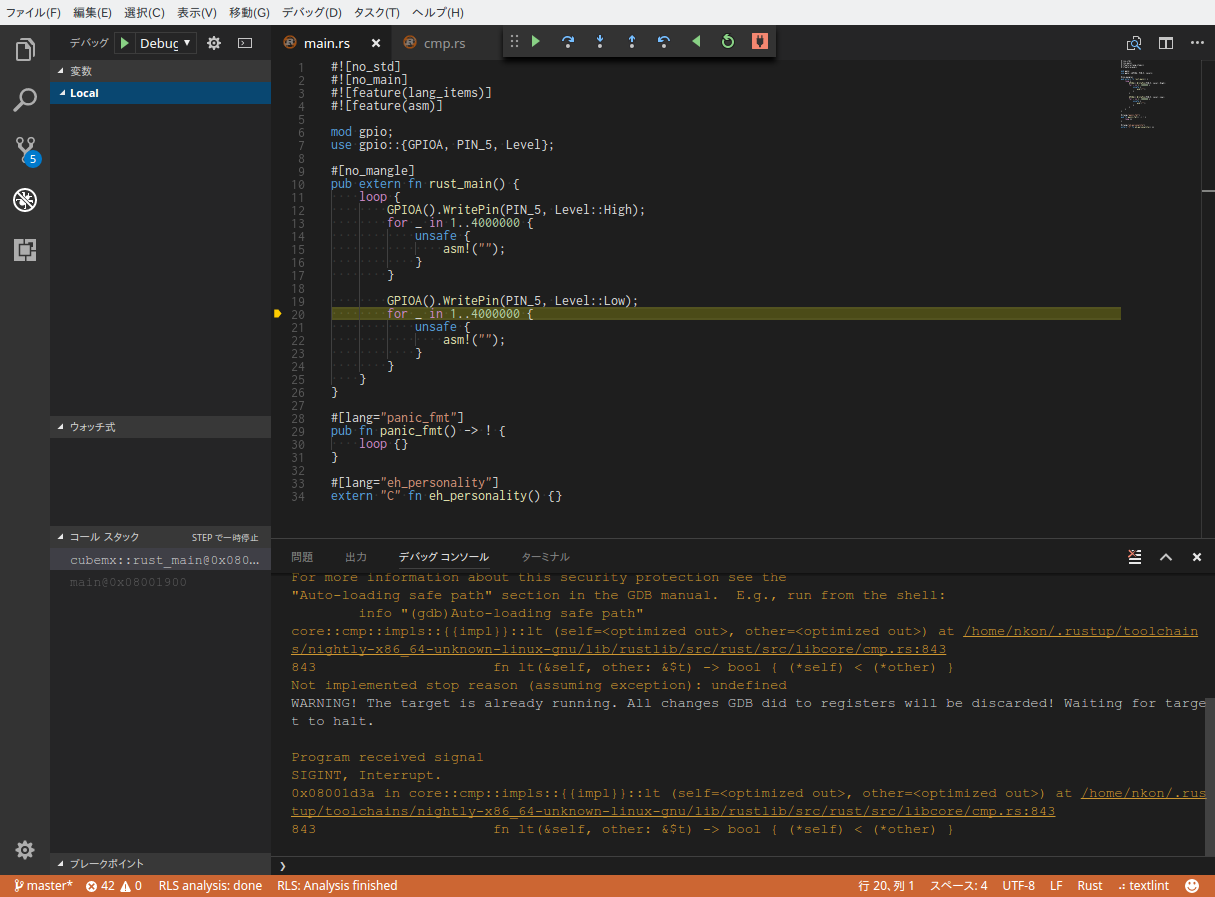 ファイル(F) 編集(E) 選択(C) 表示(V) 移動(G) デバッグ(D) タスク(T) ヘルプ(H)
デバッグ Debug
main.rs cmp.rs
変数
Local
ウォッチ式
コール スタック STEP で一時停止
cubemx::rust_main@0x080...
main@0x08001900
ブレークポイント
5
1 #![no_std]
2 #![no_main]
3 #![feature(lang_items)]
4 #![feature(asm)]
5
6 mod gpio;
7 use gpio::{GPIOA, PIN_5, Level};
8
9 #[no_mangle]
10 pub extern fn rust_main() {
11 loop {
12 GPIOA().WritePin(PIN_5, Level::High);
13 for _ in 1..4000000 {
14 unsafe {
15 asm!("");
16 }
17 }
18
19 GPIOA().WritePin(PIN_5, Level::Low);
20 for _ in 1..4000000 {
21 unsafe {
22 asm!("");
23 }
24 }
25 }
26 }
27
28 #[lang="panic_fmt"]
29 pub fn panic_fmt() -> ! {
30 loop {}
31 }
32
33 #[lang="eh_personality"]
34 extern "C" fn eh_personality() {}
問題 出力 デバッグ コンソール ターミナル
For more information about this security protection see the
"Auto-loading safe path" section in the GDB manual.  E.g., run from the shell:
info "(gdb)Auto-loading safe path"
core::cmp::impls::{{impl}}::lt (self=<optimized out>, other=<optimized out>) at /home/nkon/.rustup/toolchain
s/nightly-x86_64-unknown-linux-gnu/lib/rustlib/src/rust/src/libcore/cmp.rs:843
843 fn lt(&self, other: &$t) -> bool { (*self) < (*other) }
Not implemented stop reason (assuming exception): undefined
WARNING! The target is already running. All changes GDB did to registers will be discarded! Waiting for targe
t to halt.
Program received signal
SIGINT, Interrupt.
0x08001d3a in core::cmp::impls::{{impl}}::lt (self=<optimized out>, other=<optimized out>) at /home/nkon/.rus
tup/toolchains/nightly-x86_64-unknown-linux-gnu/lib/rustlib/src/rust/src/libcore/cmp.rs:843
843 fn lt(&self, other: &$t) -> bool { (*self) < (*other) }
❯
master* 42 0 RLS analysis: done RLS: Analysis finished 行 20、列 1 スペース: 4 UTF-8 LF Rust textlint